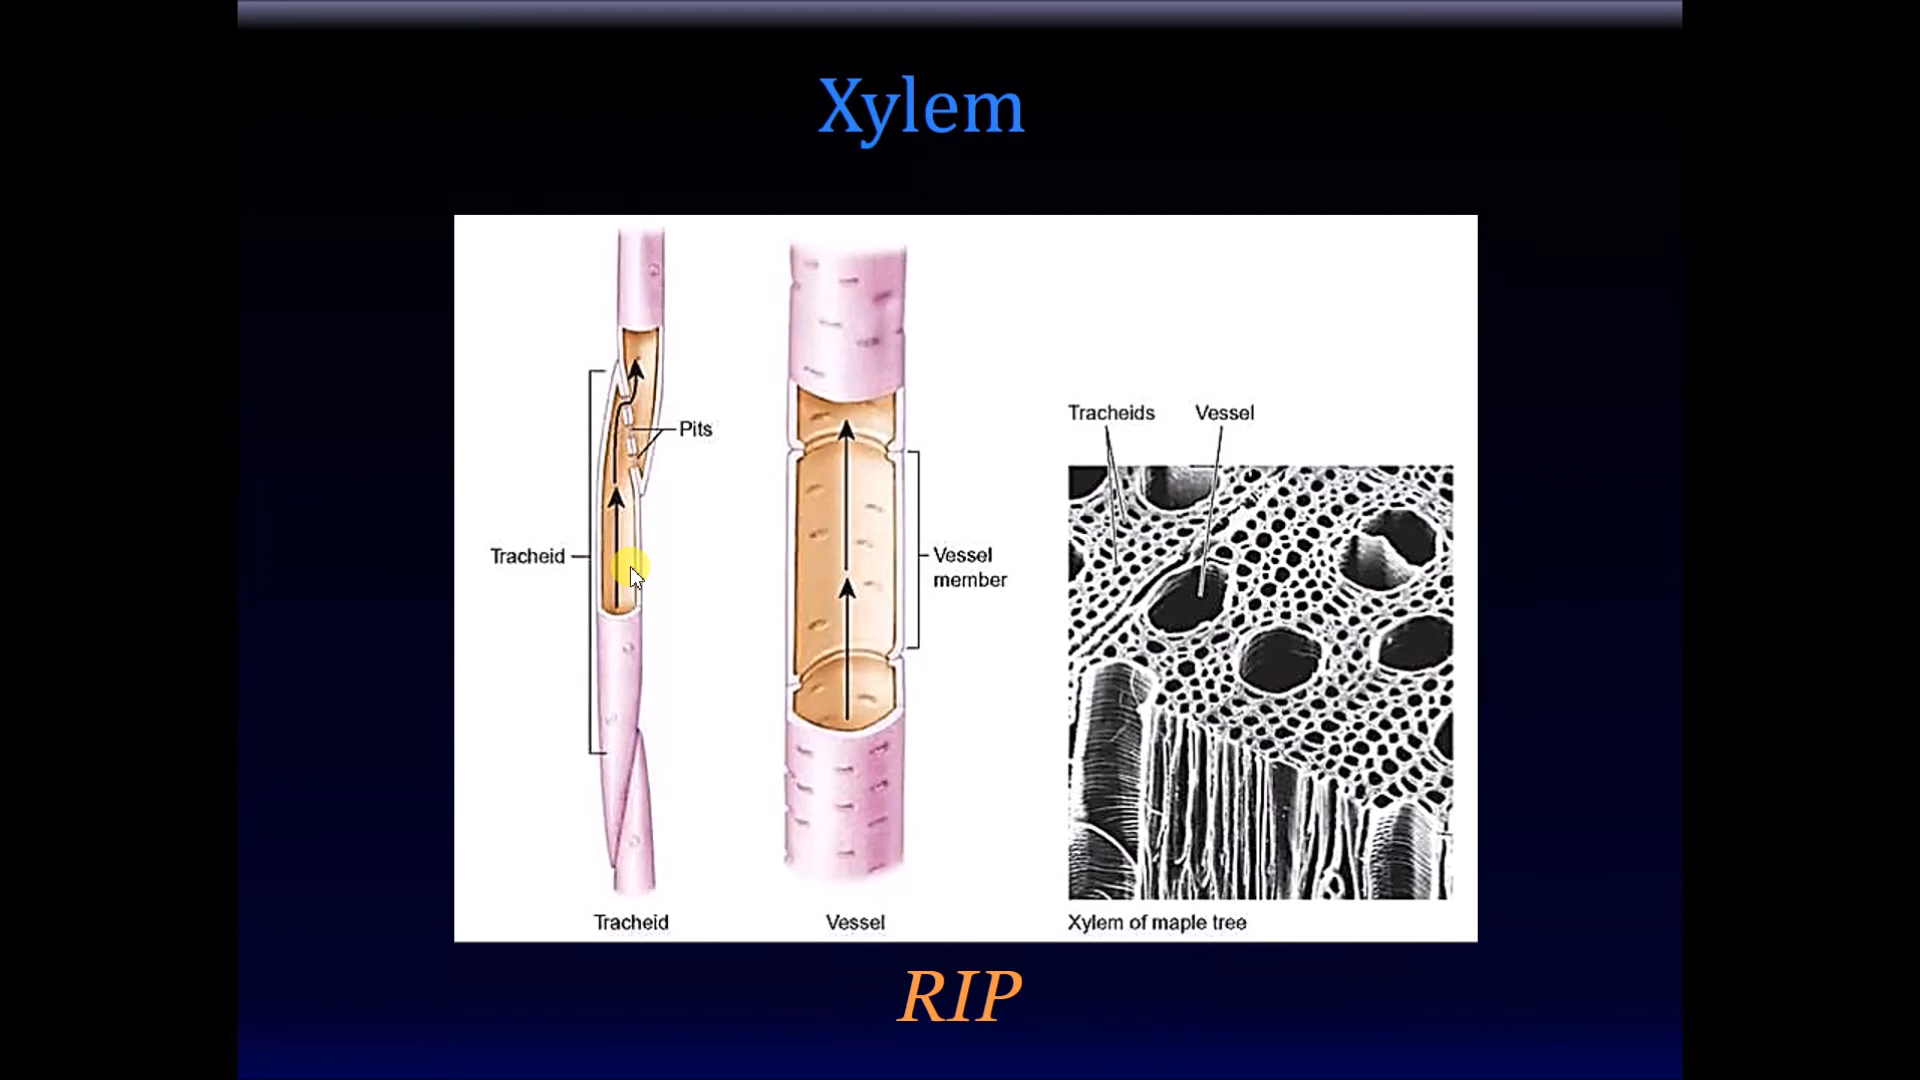 Xylem
Pits
Tracheid
Vessel
member
Tracheids
Vessel
Tracheid
Vessel
Xylem of maple tree
RIP